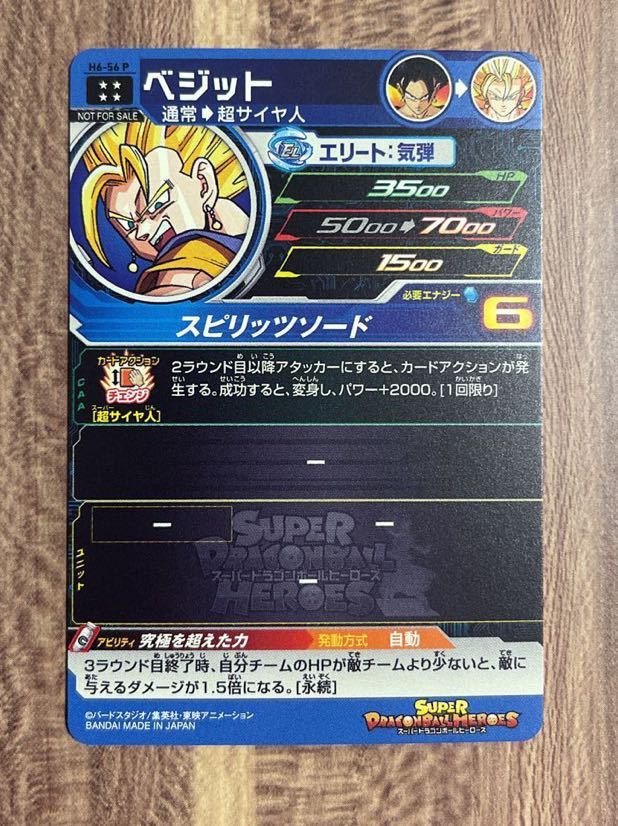 H6-56 P
★★★★
NOT FOR SALE
ベジット
通常➡超サイヤ人
エリート:気弾
HP
3500
パワー
5000➡7000
ガード
1500
必要エナジー 6
スピリッツソード
CAA
カードアクション
チェンジ
[超サイヤ人]
2ラウンド目以降アタッカーにすると、カードアクションが発
生する。成功すると、変身し、パワー+2000。[1回限り]
ー
ユニット
ー ー
ー
SUPER
DRAGONBALL
スーパードラゴンボールヒーローズ
HEROES
アビリティ 究極を超えた力 発動方式 自動
3ラウンド目終了時、自分チームのHPが敵チームより少ないと、敵に
与えるダメージが1.5倍になる。[永続]
©バードスタジオ/集英社・東映アニメーション
BANDAI MADE IN JAPAN
SUPER
DRAGONBALL HEROES
スーパードラゴンボールヒーローズ